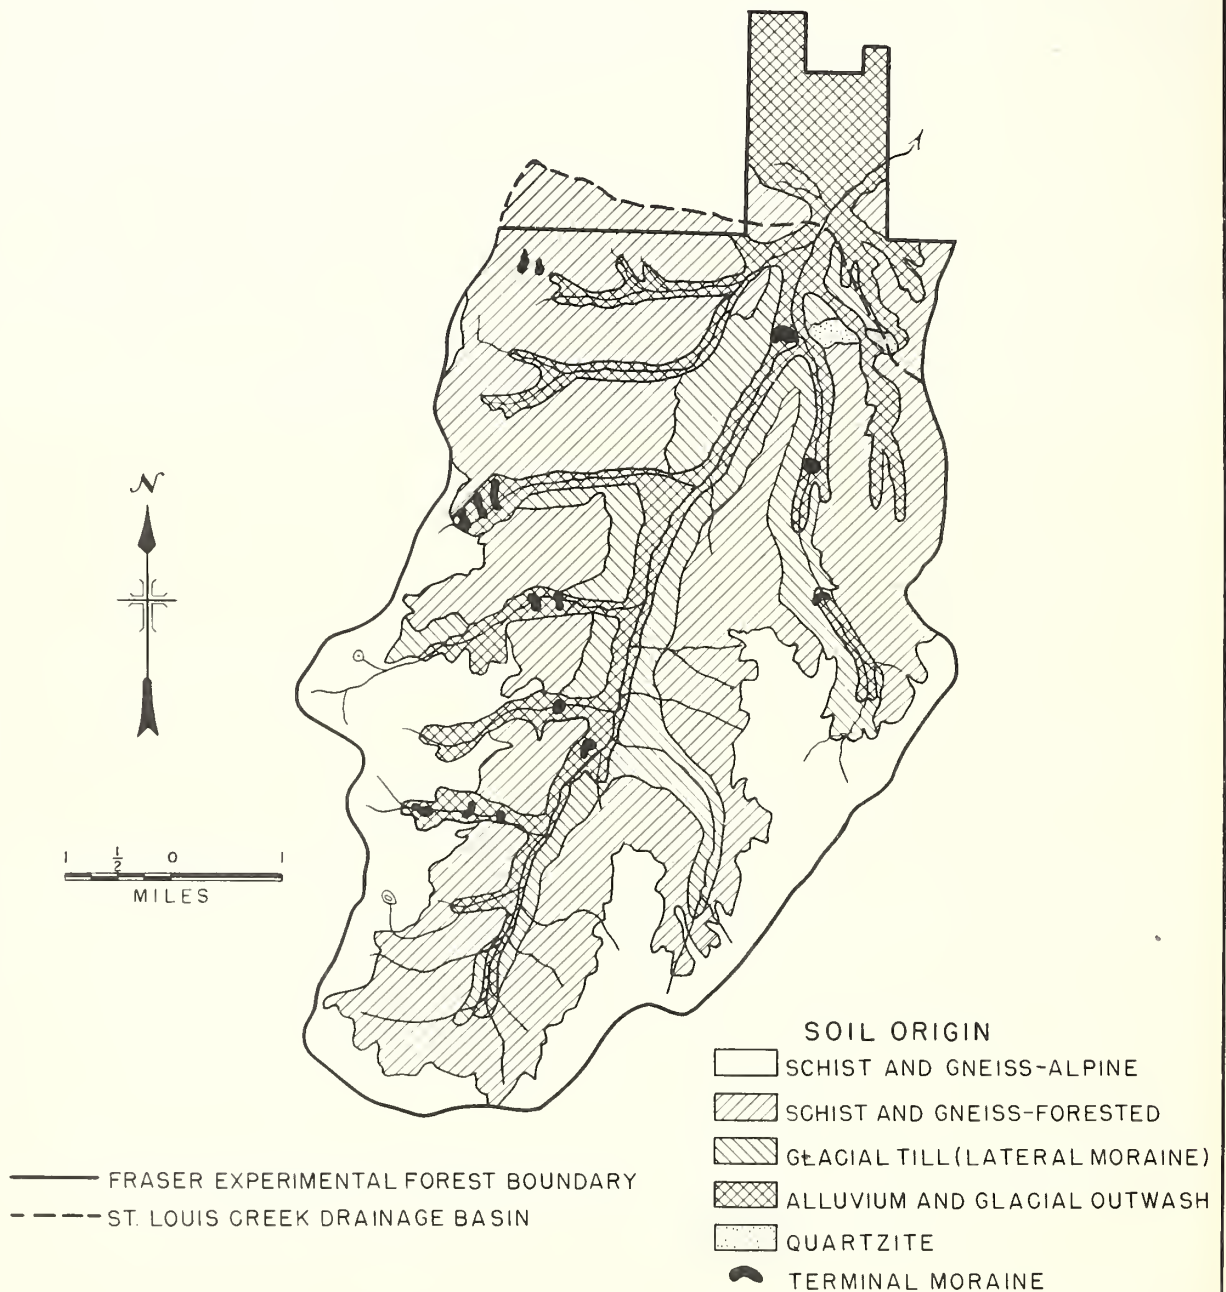 N
1 ½ 0 1
MILES
SOIL ORIGIN
SCHIST AND GNEISS-ALPINE
SCHIST AND GNEISS-FORESTED
GLACIAL TILL (LATERAL MORAINE)
ALLUVIUM AND GLACIAL OUTWASH
QUARTZITE
TERMINAL MORAINE
FRASER EXPERIMENTAL FOREST BOUNDARY
ST. LOUIS CREEK DRAINAGE BASIN